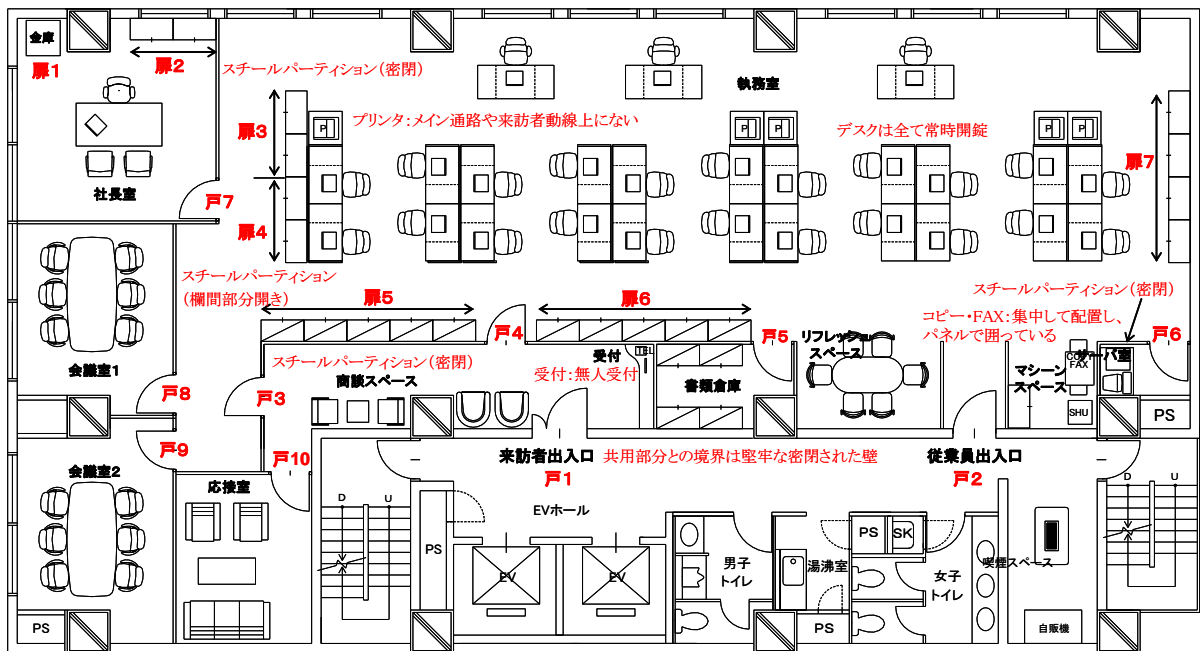 金庫
扉1
扉2
スチールパーティション(密閉)
執務室
扉3
P
プリンタ:メイン通路や来訪者動線上にない
P
P
デスクは全て常時開錠
P
P
扉7
社長室
戸7
扉4
スチールパーティション
(欄間部分開き)
扉5
戸4
扉6
スチールパーティション(密閉)
コピー・FAX:集中して配置し、
パネルで囲っている
戸5
戸6
リフレッシュ
スペース
スチールパーティション(密閉)
受付
TEL
受付:無人受付
商談スペース
書類倉庫
マシーン
スペース
COPY
FAX
サーバ室
SHU
PS
会議室1
戸8
戸3
戸9
戸10
会議室2
応接室
来訪者出入口
戸1
共用部分との境界は堅牢な密閉された壁
従業員出入口
戸2
EVホール
D
U
PS
EV
EV
男子
トイレ
湯沸室
PS
SK
女子
トイレ
喫煙スペース
D
U
PS
PS
自販機